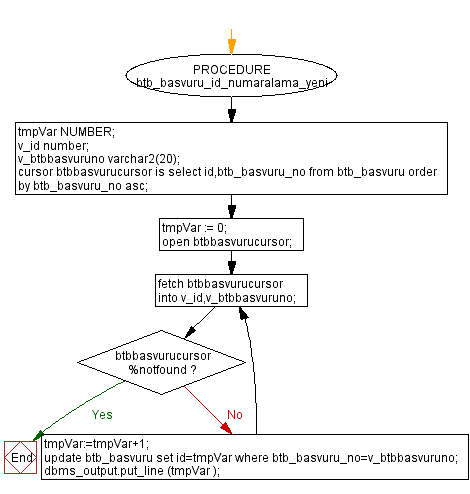 PROCEDURE
btb_basvuru_id_numaralama_yeni
tmpVar NUMBER;
v_id number;
v_btbbasvuruno varchar2(20);
cursor btbbasvurucursor is select id,btb_basvuru_no from btb_basvuru order
by btb_basvuru_no asc;
tmpVar := 0;
open btbbasvurucursor;
fetch btbbasvurucursor
into v_id,v_btbbasvuruno;
btbbasvurucursor
%notfound ?
Yes
No
End
tmpVar:=tmpVar+1;
update btb_basvuru set id=tmpVar where btb_basvuru_no=v_btbbasvuruno;
dbms_output.put_line (tmpVar );